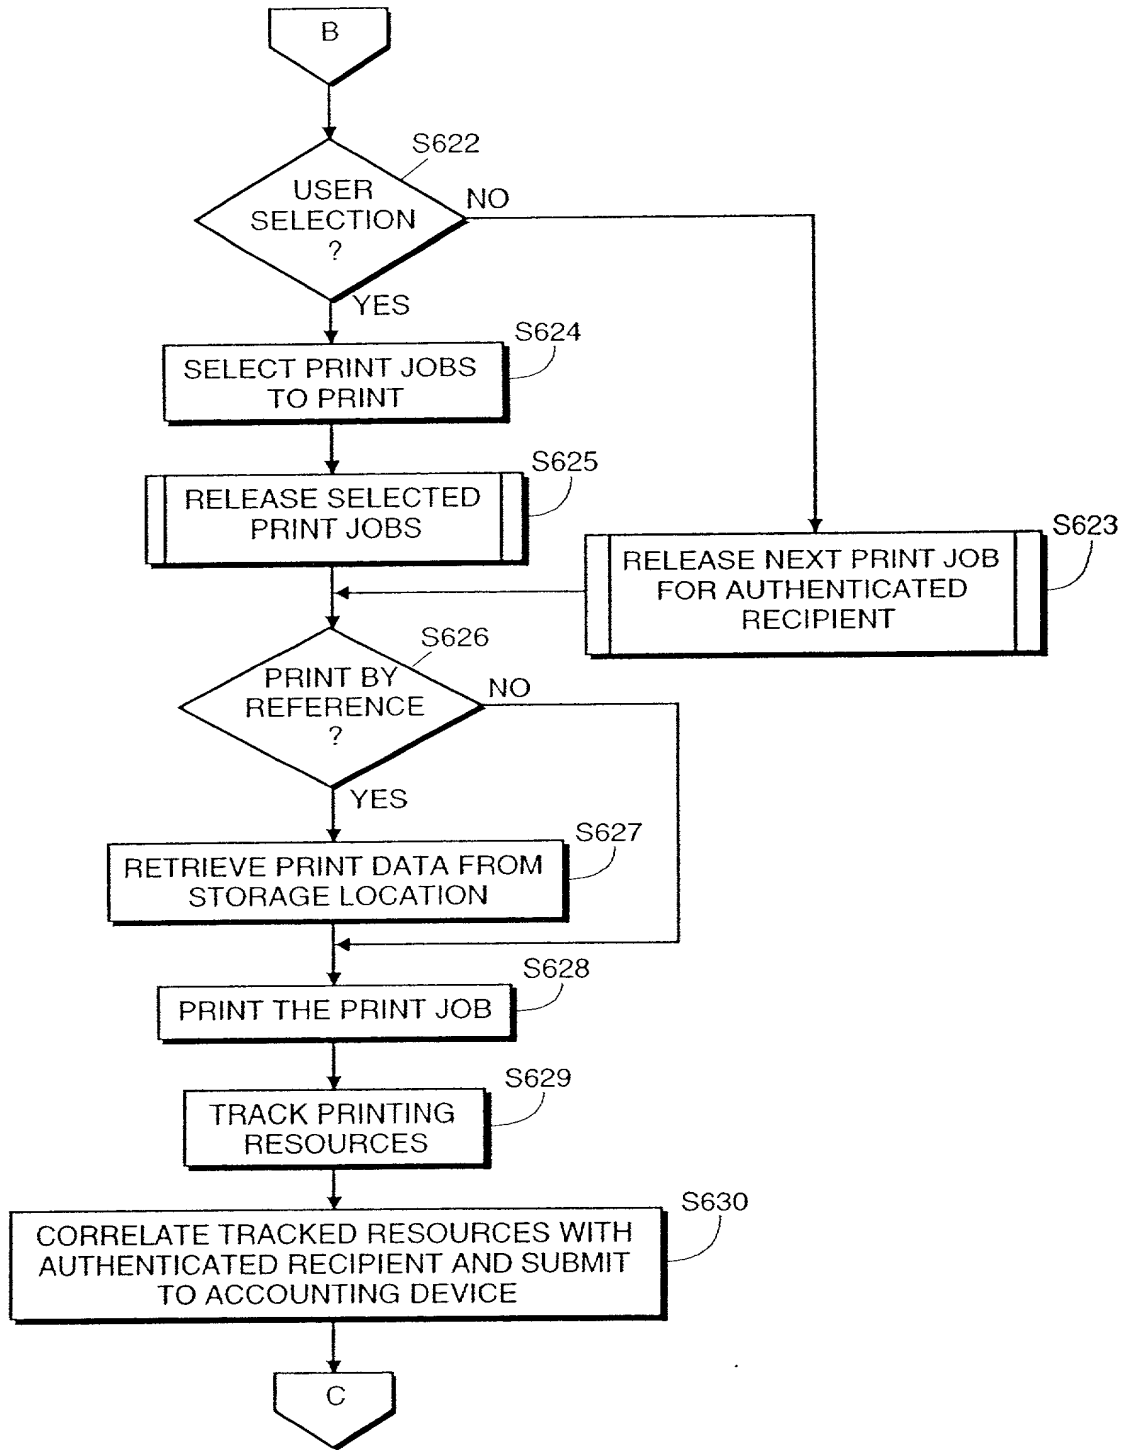 B
S622
USER
SELECTION
?
NO
YES
S624
SELECT PRINT JOBS
TO PRINT
S625
RELEASE SELECTED
PRINT JOBS
S623
RELEASE NEXT PRINT JOB
FOR AUTHENTICATED
RECIPIENT
S626
PRINT BY
REFERENCE
?
NO
YES
S627
RETRIEVE PRINT DATA FROM
STORAGE LOCATION
S628
PRINT THE PRINT JOB
S629
TRACK PRINTING
RESOURCES
S630
CORRELATE TRACKED RESOURCES WITH
AUTHENTICATED RECIPIENT AND SUBMIT
TO ACCOUNTING DEVICE
C